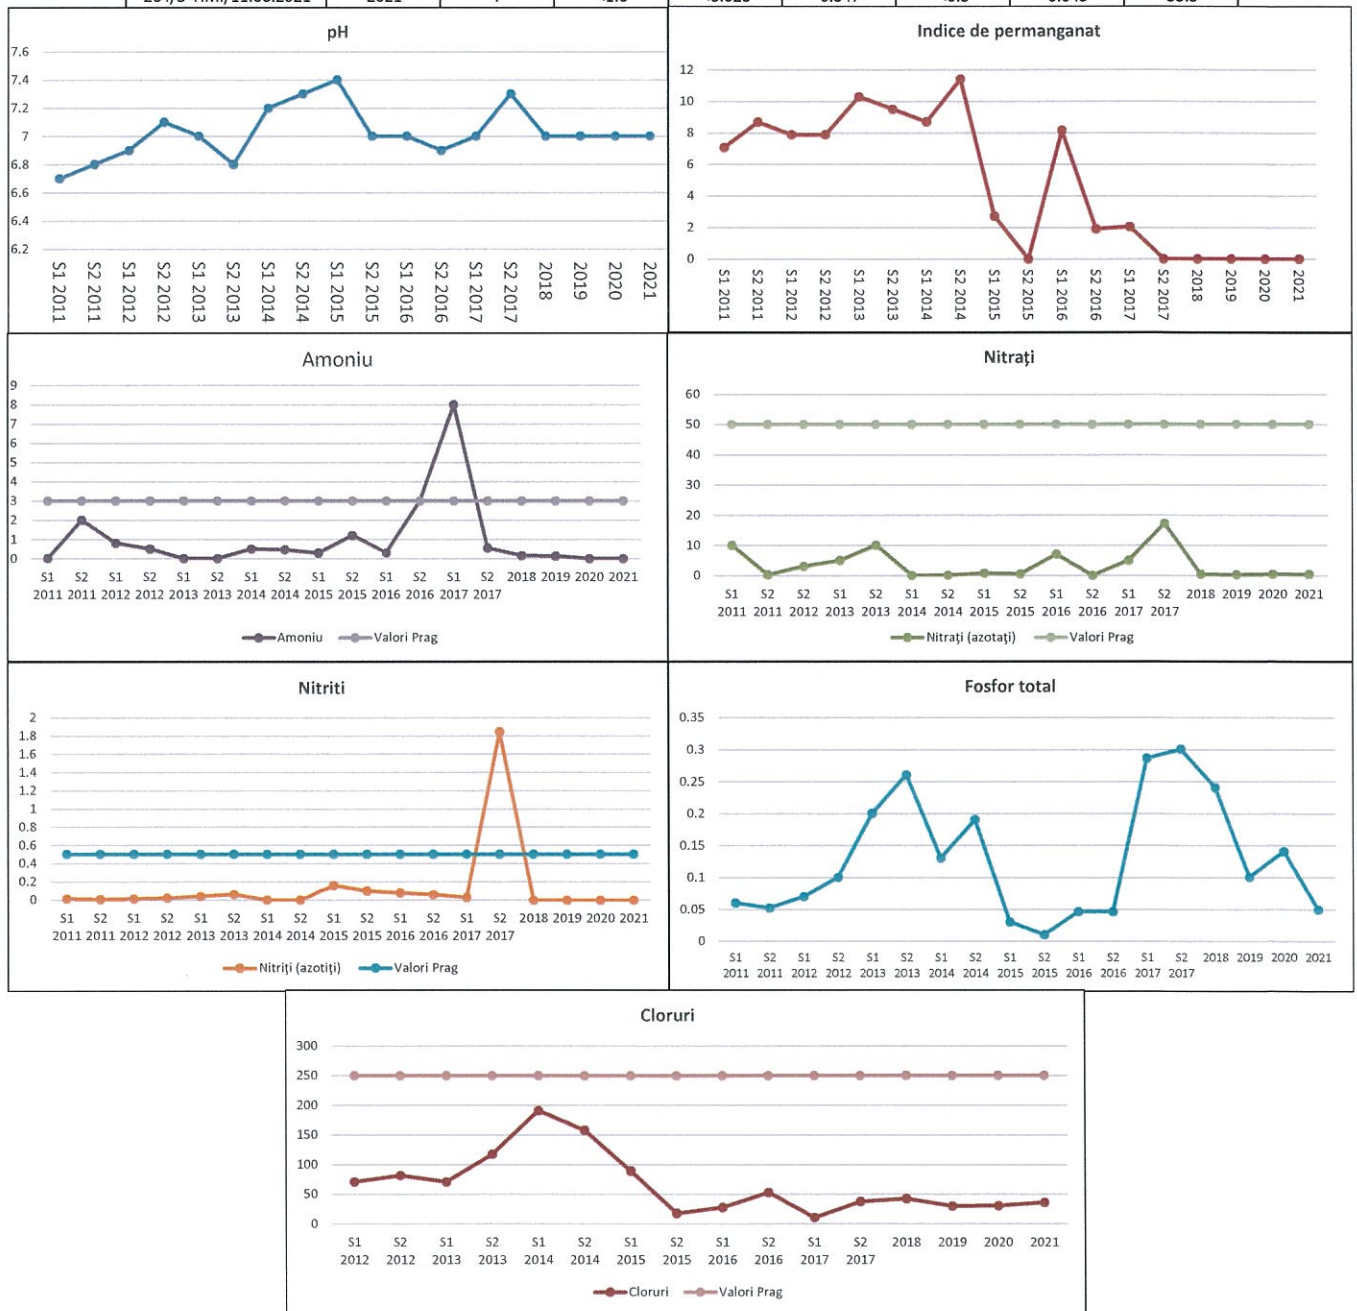 pH
7.6
7.4
7.2
7
6.8
6.6
6.4
6.2
S1 2011
S2 2011
S1 2012
S2 2012
S1 2013
S2 2013
S1 2014
S2 2014
S1 2015
S2 2015
S1 2016
S2 2016
S1 2017
S2 2017
2018
2019
2020
2021
Indice de permanganat
12
10
8
6
4
2
0
S1 2011
S2 2011
S1 2012
S2 2012
S1 2013
S2 2013
S1 2014
S2 2014
S1 2015
S2 2015
S1 2016
S2 2016
S1 2017
S2 2017
2018
2019
2020
2021
Amoniu
9
8
7
6
5
4
3
2
1
0
S1 S2 S1 S2 S1 S2 S1 S2 S1 S2 S1 S2 S1 S2 2018 2019 2020 2021
2011 2011 2012 2012 2013 2013 2014 2014 2015 2015 2016 2016 2017 2017
Amoniu Valori Prag
Nitrați
60
50
40
30
20
10
0
S1 S2 S2 S1 S2 S1 S2 S1 S2 S1 S2 S1 S2 2018 2019 2020 2021
2011 2011 2012 2013 2013 2014 2014 2015 2015 2016 2016 2017 2017
Nitrați (azotați) Valori Prag
Nitriti
2
1.8
1.6
1.4
1.2
1
0.8
0.6
0.4
0.2
0
S1 S2 S1 S2 S1 S2 S1 S2 S1 S2 S1 S2 S1 S2 2018 2019 2020 2021
2011 2011 2012 2012 2013 2013 2014 2014 2015 2015 2016 2016 2017 2017
Nitriți (azotiți) Valori Prag
Fosfor total
0.35
0.3
0.25
0.2
0.15
0.1
0.05
0
S1 S2 S1 S2 S1 S2 S1 S2 S1 S2 S1 S2 S1 S2 2018 2019 2020 2021
2011 2011 2012 2012 2013 2013 2014 2014 2015 2015 2016 2016 2017 2017
Cloruri
300
250
200
150
100
50
0
S1 S2 S1 S2 S1 S2 S1 S2 S1 S2 S1 S2 2018 2019 2020 2021
2012 2012 2013 2013 2014 2014 2015 2015 2016 2016 2017 2017
Cloruri Valori Prag